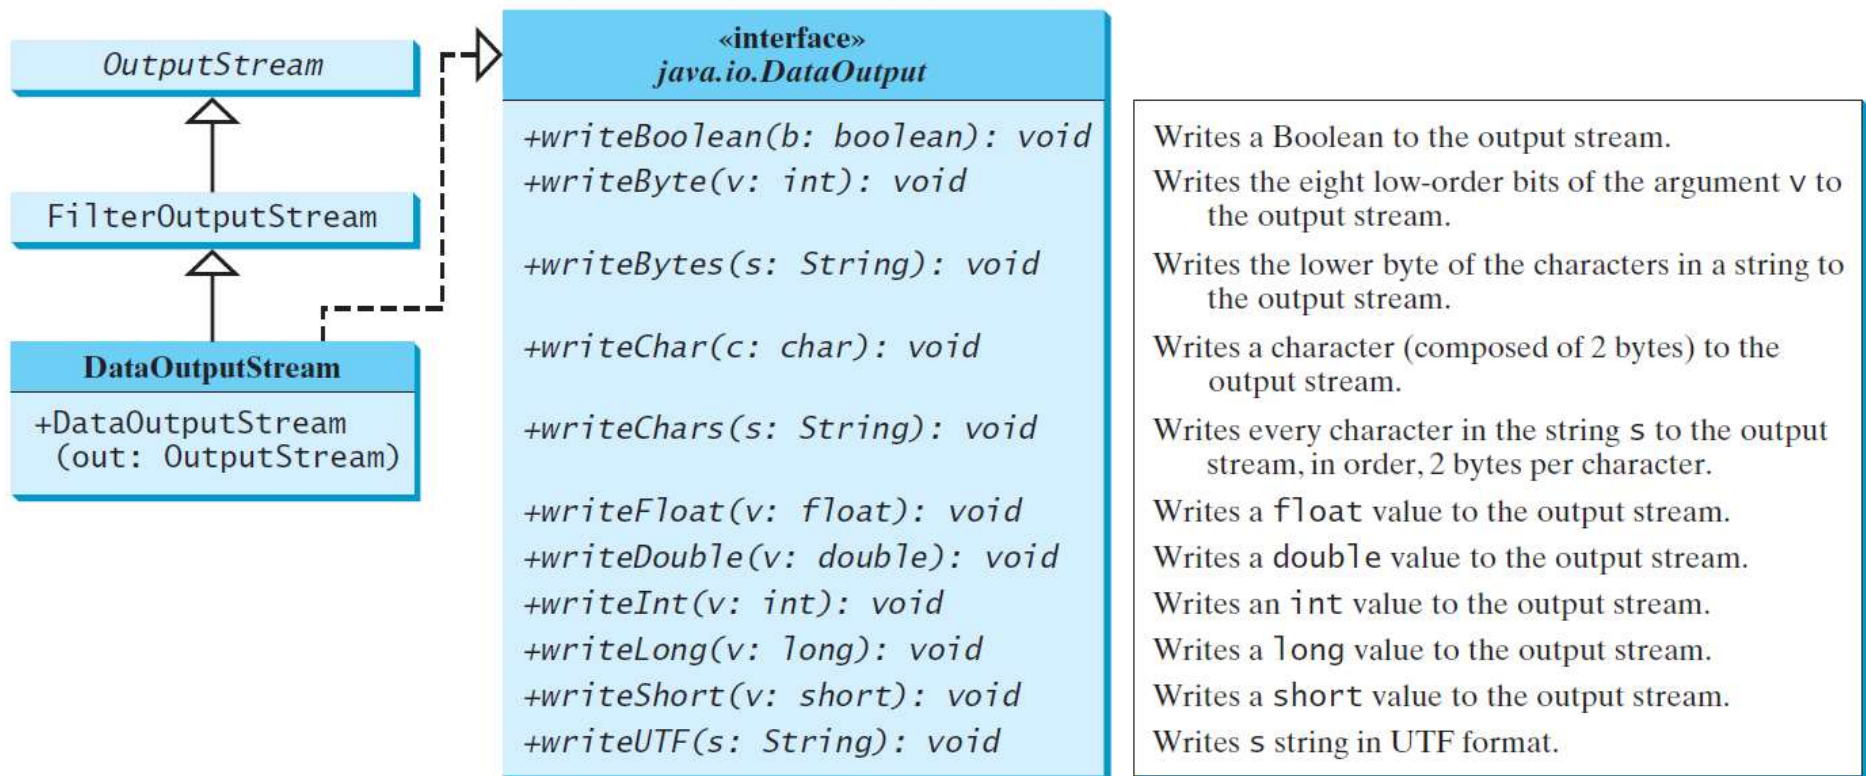 OutputStream
FilterOutputStream
DataOutputStream
+DataOutputStream
(out: OutputStream)
«interface»
java.io.DataOutput
+writeBoolean(b: boolean): void
Writes a Boolean to the output stream.
+writeByte(v: int): void
Writes the eight low-order bits of the argument v to
the output stream.
+writeBytes(s: String): void
Writes the lower byte of the characters in a string to
the output stream.
+writeChar(c: char): void
Writes a character (composed of 2 bytes) to the
output stream.
+writeChars(s: String): void
Writes every character in the string s to the output
stream, in order, 2 bytes per character.
+writeFloat(v: float): void
Writes a float value to the output stream.
+writeDouble(v: double): void
Writes a double value to the output stream.
+writeInt(v: int): void
Writes an int value to the output stream.
+writeLong(v: long): void
Writes a long value to the output stream.
+writeShort(v: short): void
Writes a short value to the output stream.
+writeUTF(s: String): void
Writes s string in UTF format.